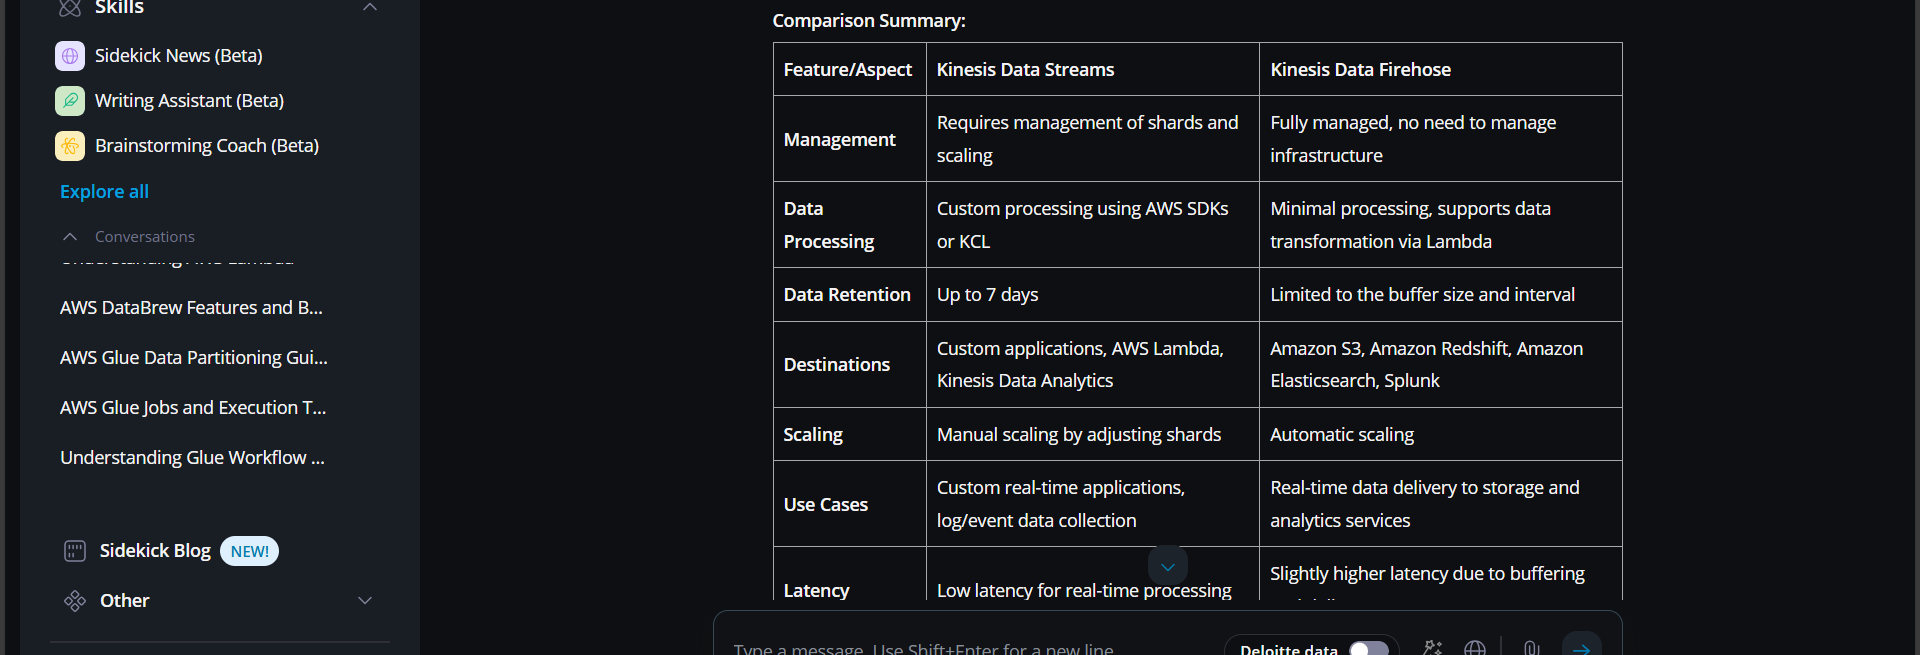 Skills
Sidekick News (Beta)
Writing Assistant (Beta)
Brainstorming Coach (Beta)
Explore all
Conversations
AWS DataBrew Features and B...
AWS Glue Data Partitioning Gui...
AWS Glue Jobs and Execution T...
Understanding Glue Workflow ...
Sidekick Blog NEW!
Other
Comparison Summary:
Feature/Aspect
Kinesis Data Streams
Kinesis Data Firehose
Management
Requires management of shards and
scaling
Fully managed, no need to manage
infrastructure
Data
Processing
Custom processing using AWS SDKs
or KCL
Minimal processing, supports data
transformation via Lambda
Data Retention
Up to 7 days
Limited to the buffer size and interval
Destinations
Custom applications, AWS Lambda,
Kinesis Data Analytics
Amazon S3, Amazon Redshift, Amazon
Elasticsearch, Splunk
Scaling
Manual scaling by adjusting shards
Automatic scaling
Use Cases
Custom real-time applications,
log/event data collection
Real-time data delivery to storage and
analytics services
Latency
Low latency for real-time processing
Slightly higher latency due to buffering
Type a message. Use Shift+Enter for a new line
Deloitte data